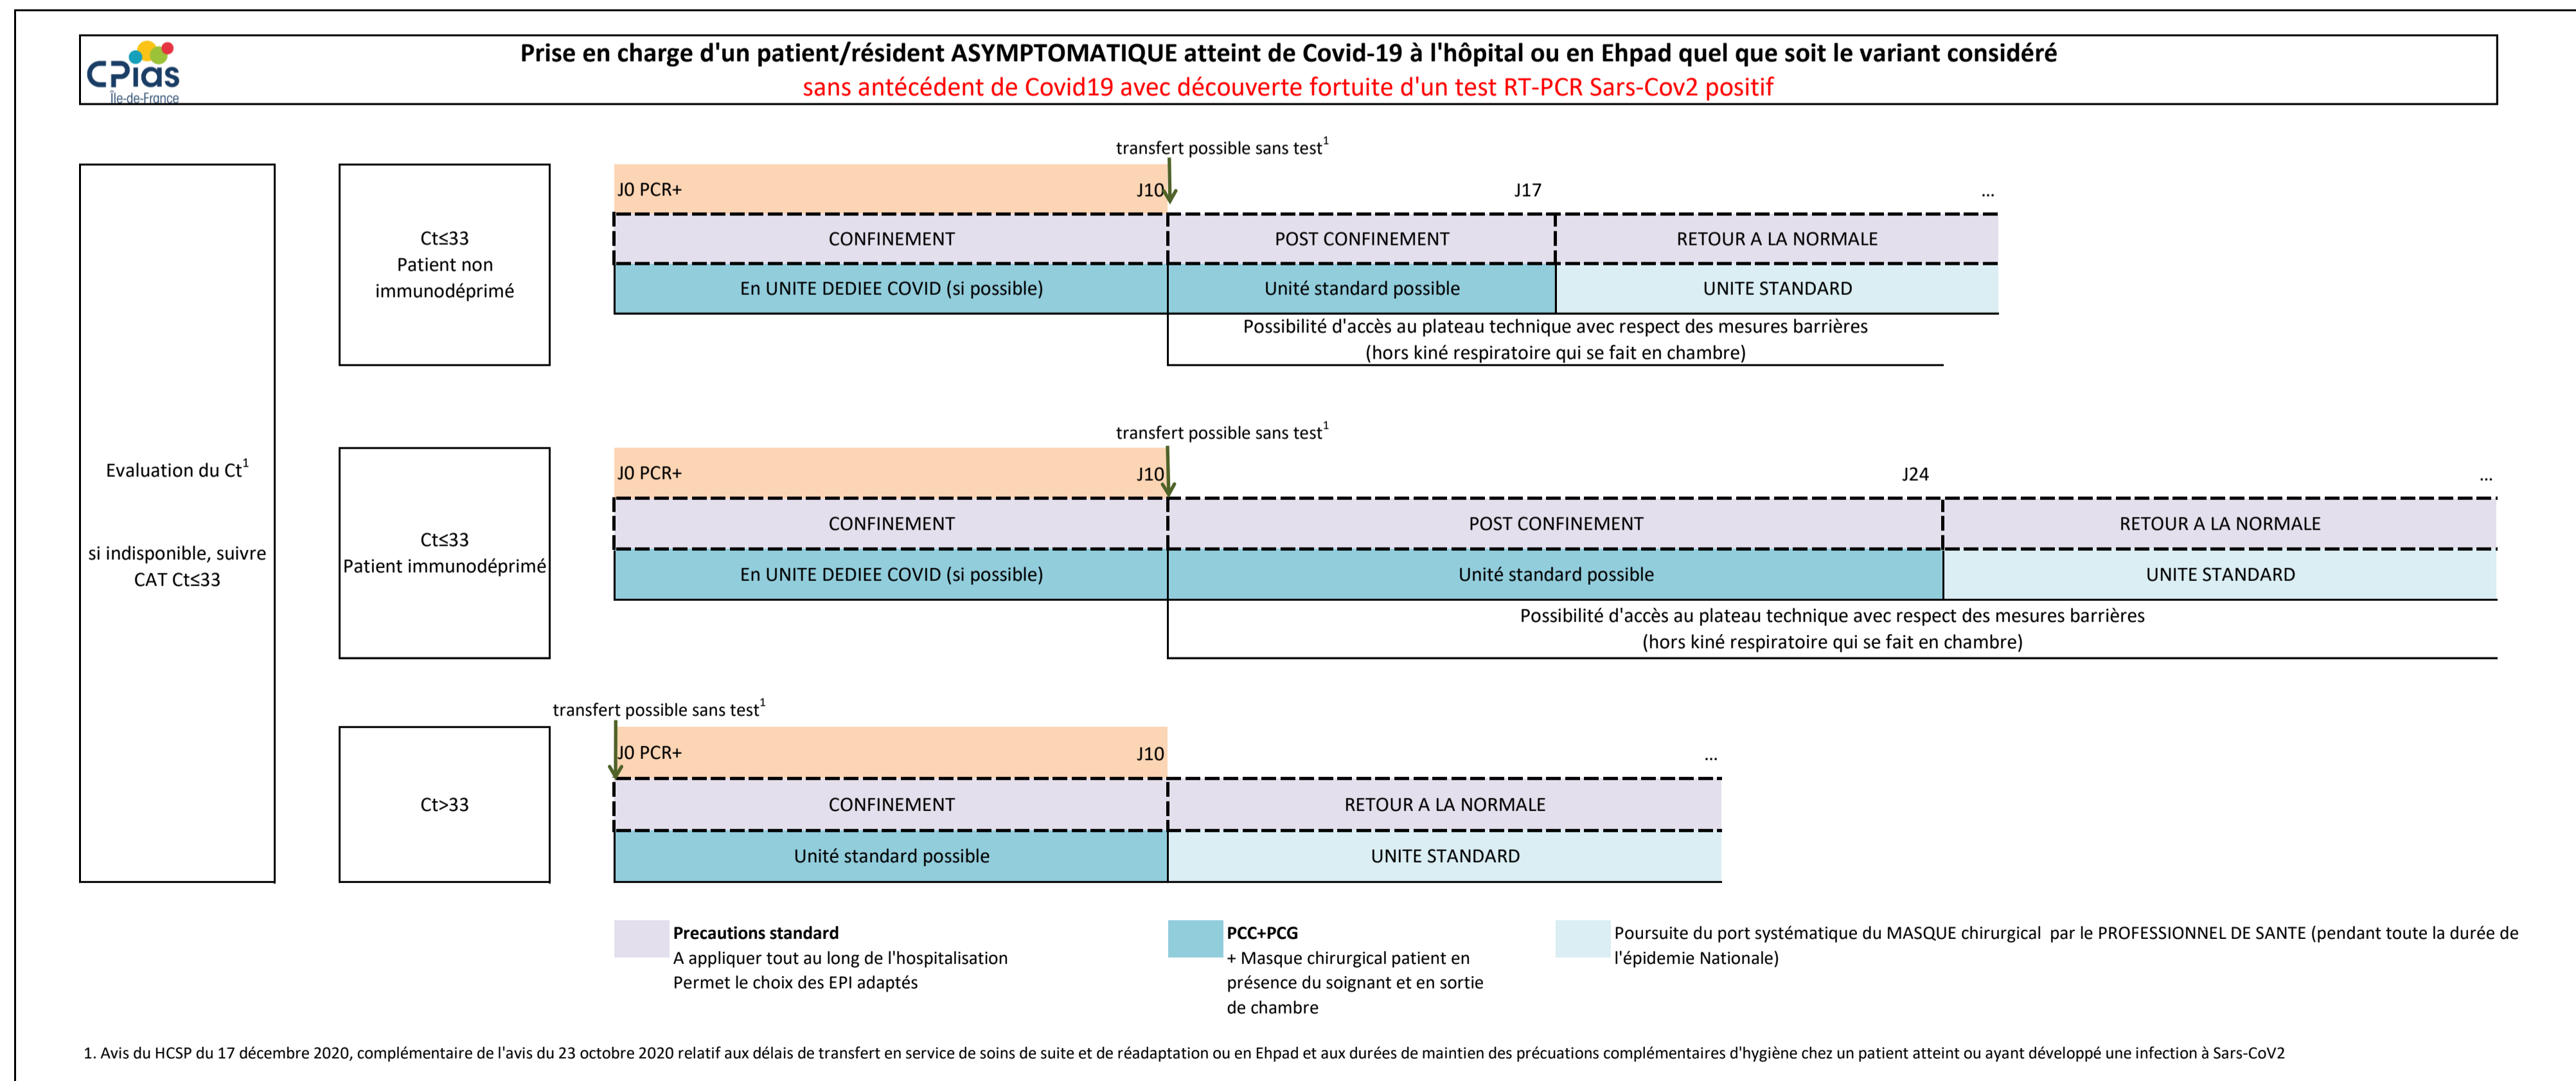 CPias
Île-de-France
Prise en charge d'un patient/résident ASYMPTOMATIQUE atteint de Covid-19 à l'hôpital ou en Ehpad quel que soit le variant considéré
sans antécédent de Covid19 avec découverte fortuite d'un test RT-PCR Sars-Cov2 positif
Evaluation du Ct1
si indisponible, suivre
CAT Ct≤33
transfert possible sans test1
Ct≤33
Patient non
immunodéprimé
J0 PCR+ J10 J17 ...
CONFINEMENT POST CONFINEMENT RETOUR A LA NORMALE
En UNITE DEDIEE COVID (si possible) Unité standard possible UNITE STANDARD
Possibilité d'accès au plateau technique avec respect des mesures barrières
(hors kiné respiratoire qui se fait en chambre)
transfert possible sans test1
Ct≤33
Patient immunodéprimé
J0 PCR+ J10 J24 ...
CONFINEMENT POST CONFINEMENT RETOUR A LA NORMALE
En UNITE DEDIEE COVID (si possible) Unité standard possible UNITE STANDARD
Possibilité d'accès au plateau technique avec respect des mesures barrières
(hors kiné respiratoire qui se fait en chambre)
transfert possible sans test1
Ct>33
J0 PCR+ J10 ...
CONFINEMENT RETOUR A LA NORMALE
Unité standard possible UNITE STANDARD
Precautions standard
A appliquer tout au long de l'hospitalisation
Permet le choix des EPI adaptés
PCC+PCG
+ Masque chirurgical patient en
présence du soignant et en sortie
de chambre
Poursuite du port systématique du MASQUE chirurgical par le PROFESSIONNEL DE SANTE (pendant toute la durée de
l'épidemie Nationale)
1. Avis du HCSP du 17 décembre 2020, complémentaire de l'avis du 23 octobre 2020 relatif aux délais de transfert en service de soins de suite et de réadaptation ou en Ehpad et aux durées de maintien des précuations complémentaires d'hygiène chez un patient atteint ou ayant développé une infection à Sars-CoV2